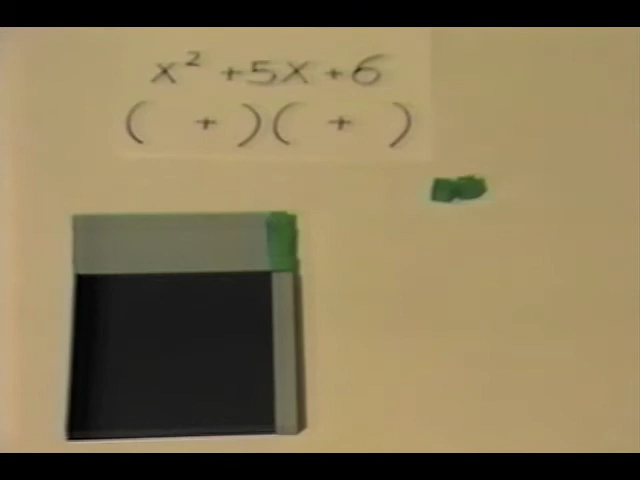 x² +5x+6
( + )( + )